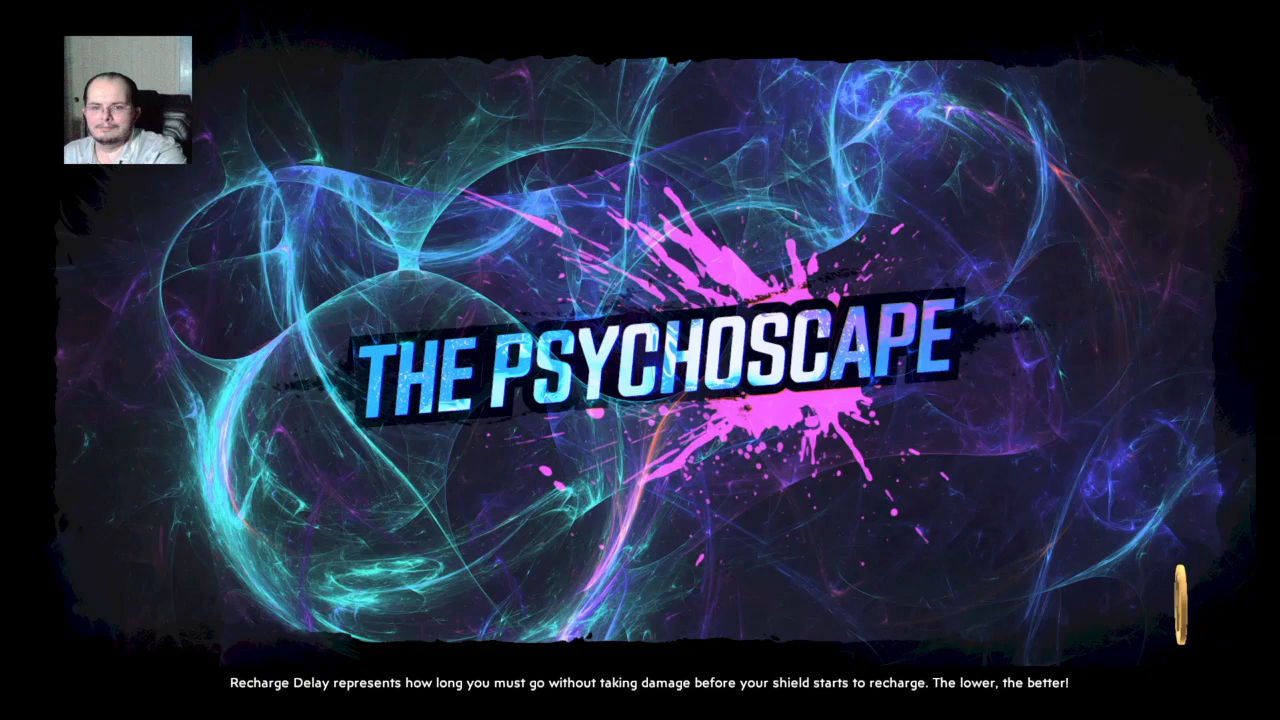 THE PSYCHOSCAPE
Recharge Delay represents how long you must go without taking damage before your shield starts to recharge. The lower, the better!